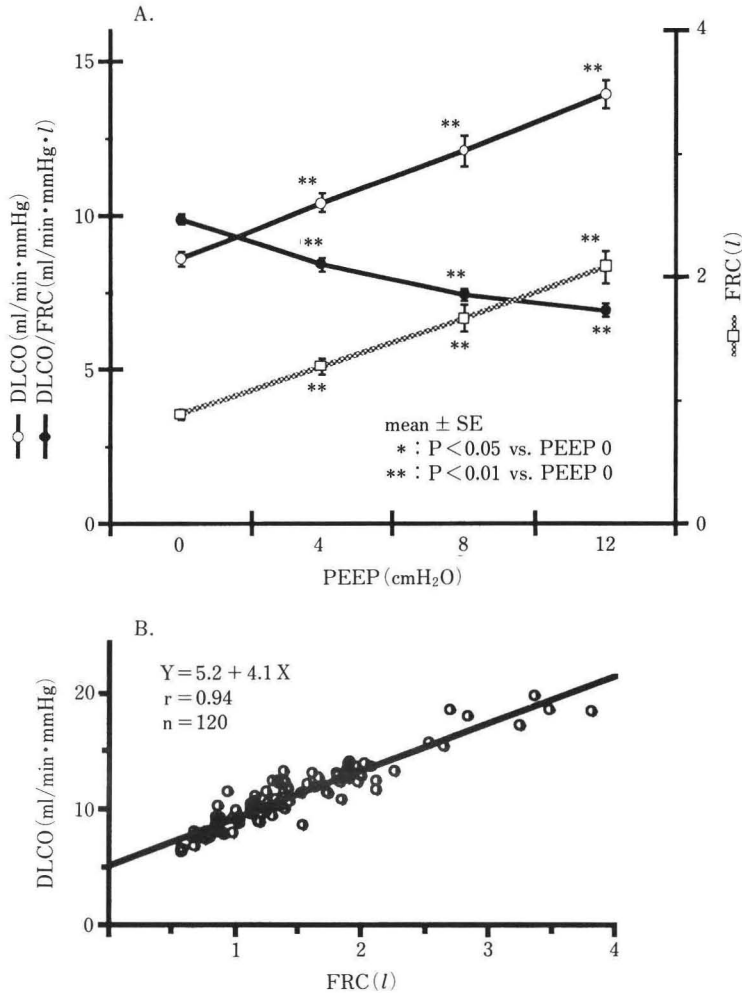 A.
DLCO(ml/min·mmHg)
DLCO/FRC(ml/min·mmHg·l)
15
10
5
0
4
2
0
FRC(l)
**
**
**
**
**
**
**
**
**
mean ± SE
* : P<0.05 vs. PEEP 0
** : P<0.01 vs. PEEP 0
0 4 8 12
PEEP(cmH₂O)
B.
Y=5.2+4.1 X
r=0.94
n=120
DLCO(ml/min·mmHg)
20
10
0
1 2 3 4
FRC(l)